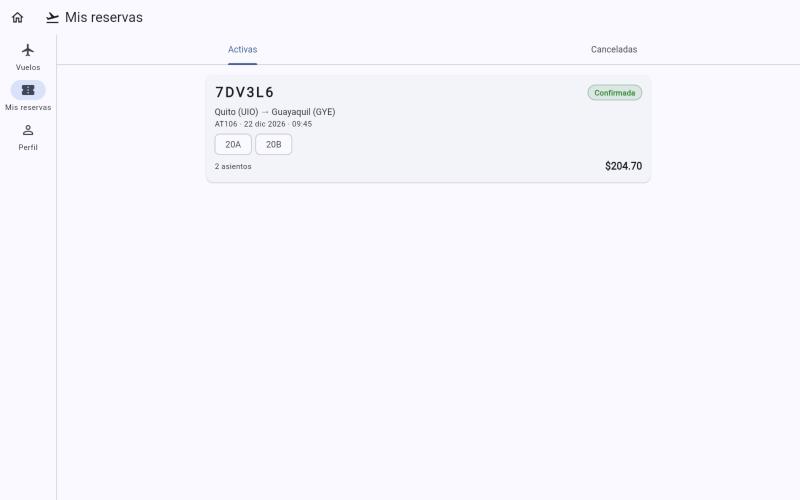 Mis reservas
Vuelos
Mis reservas
Perfil
Activas
Canceladas
7DV3L6
Confirmada
Quito (UIO) → Guayaquil (GYE)
AT106 · 22 dic 2026 · 09:45
20A
20B
2 asientos
$204.70